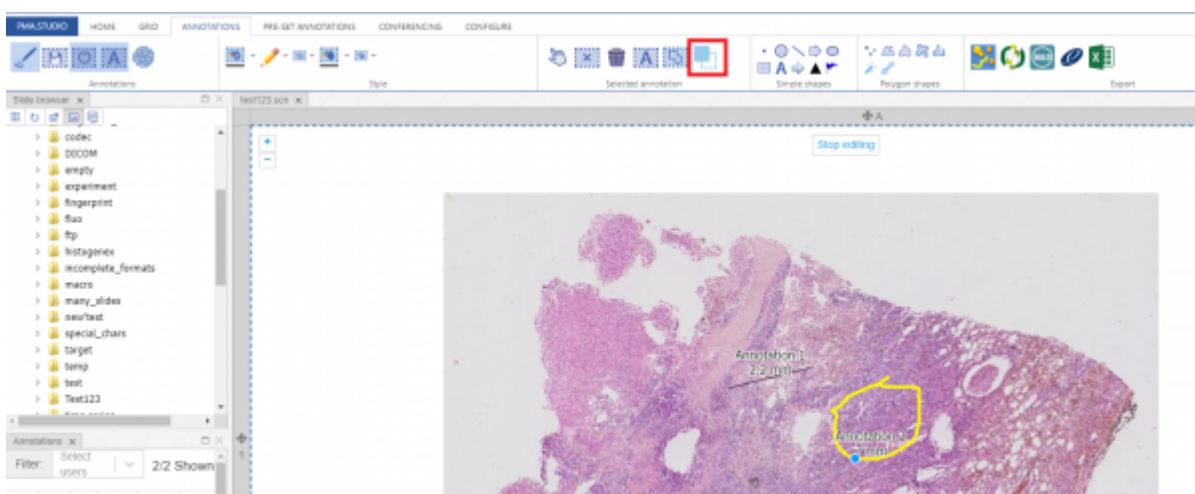 PMA.STUDIO HOME GRID ANNOTATIONS PRE-SET ANNOTATIONS CONFERENCING CONFIGURE
Annotations Style Selected annotation Simple shapes Polygon shapes Export
Slide browser x test123.scn x
A
codec
DICOM
empty
experiment
fingerprint
fluo
ftp
histogenex
incomplete_formats
macro
many_slides
new'test
special_chars
target
temp
test
Test123
Stop editing
Annotation 1
2.2 mm
Annotation 2
mm
Annotations x
Filter: Select users 2/2 Shown